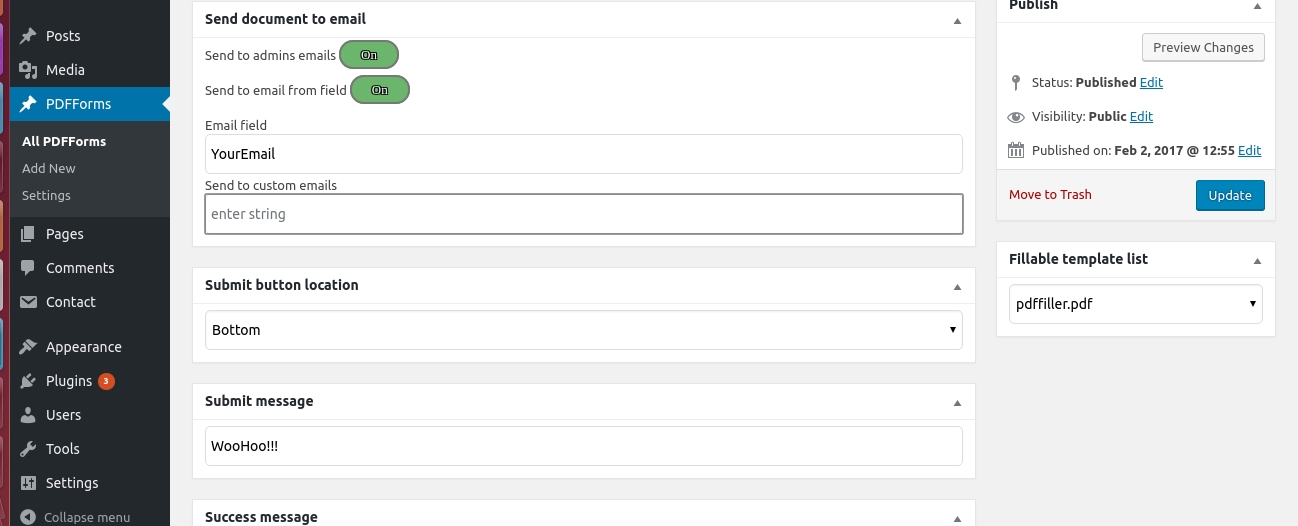 Posts
Media
PDFForms
All PDFForms
Add New
Settings
Pages
Comments
Contact
Appearance
Plugins 3
Users
Tools
Settings
Collapse menu
Send document to email
Send to admins emails On
Send to email from field On
Email field
YourEmail
Send to custom emails
enter string
Submit button location
Bottom
Submit message
WooHoo!!!
Success message
Publish
Preview Changes
Status: Published Edit
Visibility: Public Edit
Published on: Feb 2, 2017 @ 12:55 Edit
Move to Trash
Update
Fillable template list
pdffiller.pdf